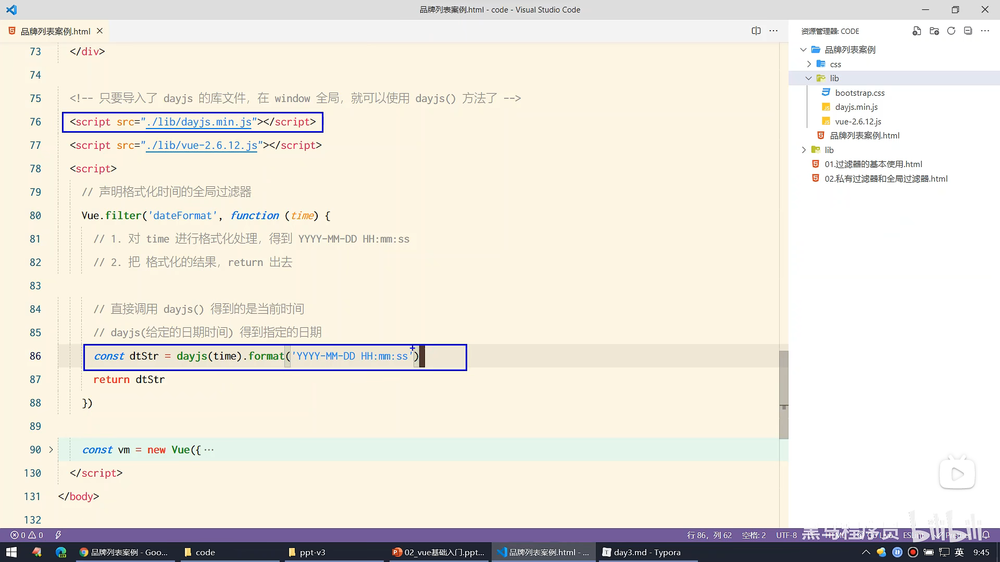 品牌列表案例.html - code - Visual Studio Code
品牌列表案例.html
资源管理器: CODE
73 </div>
74
75 <!-- 只要导入了 dayjs 的库文件，在 window 全局，就可以使用 dayjs() 方法了 -->
76 <script src="./lib/dayjs.min.js"></script>
77 <script src="./lib/vue-2.6.12.js"></script>
78 <script>
79 // 声明格式化时间的全局过滤器
80 Vue.filter('dateFormat', function (time) {
81 // 1. 对 time 进行格式化处理，得到 YYYY-MM-DD HH:mm:ss
82 // 2. 把 格式化的结果，return 出去
83
84 // 直接调用 dayjs() 得到的是当前时间
85 // dayjs(给定的日期时间) 得到指定的日期
86 const dtStr = dayjs(time).format('YYYY-MM-DD HH:mm:ss')
87 return dtStr
88 })
89
90 const vm = new Vue({···
130 </script>
131 </body>
132
品牌列表案例
css
lib
bootstrap.css
dayjs.min.js
vue-2.6.12.js
品牌列表案例.html
lib
01.过滤器的基本使用.html
02.私有过滤器和全局过滤器.html
0 0
行 86，列 62 空格: 2 UTF-8 HTML Go Live ESLint Prettier
黑马程序员 bilibili
品牌列表案例 - Goo...
code
ppt-v3
02_vue基础入门.ppt...
品牌列表案例.html - ...
day3.md - Typora
英 9:45